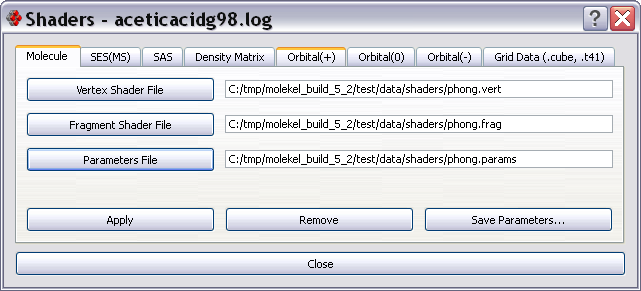 Shaders - aceticacidg98.log
Molecule SES(MS) SAS Density Matrix Orbital(+) Orbital(0) Orbital(-) Grid Data (.cube, .t41)
Vertex Shader File C:/tmp/molekel_build_5_2/test/data/shaders/phong.vert
Fragment Shader File C:/tmp/molekel_build_5_2/test/data/shaders/phong.frag
Parameters File C:/tmp/molekel_build_5_2/test/data/shaders/phong.params
Apply Remove Save Parameters...
Close